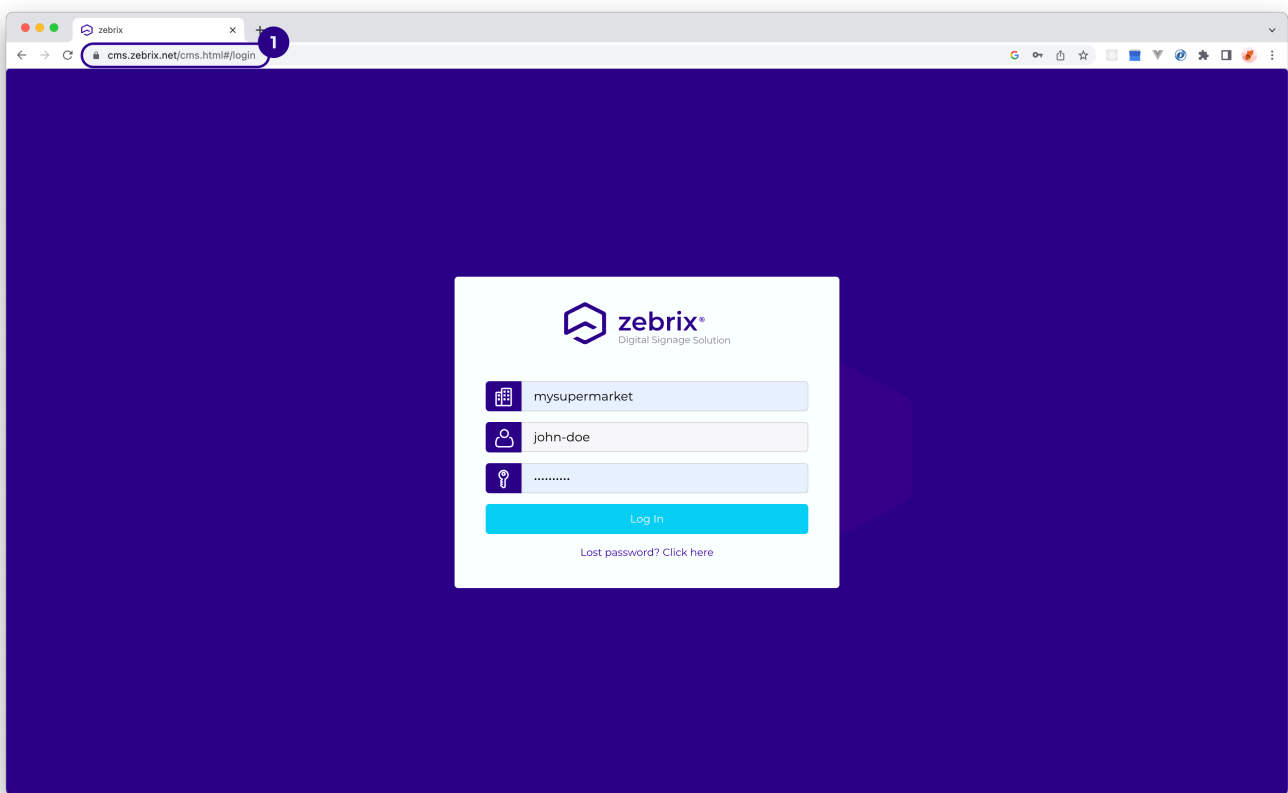 zebrix
1
cms.zebrix.net/cms.html#/login
zebrix®
Digital Signage Solution
mysupermarket
john-doe
··········
Log In
Lost password? Click here